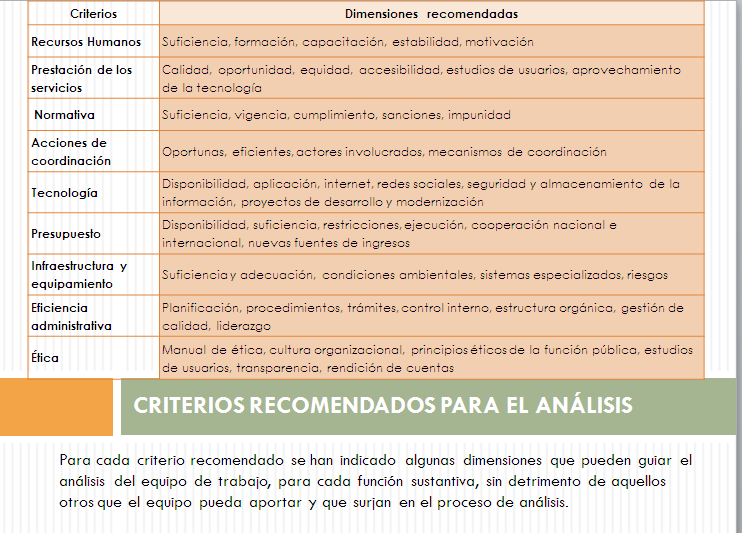 Criterios Dimensiones recomendadas
Recursos Humanos Suficiencia, formación, capacitación, estabilidad, motivación
Prestación de los servicios Calidad, oportunidad, equidad, accesibilidad, estudios de usuarios, aprovechamiento
de la tecnología
Normativa Suficiencia, vigencia, cumplimiento, sanciones, impunidad
Acciones de coordinación Oportunas, eficientes, actores involucrados, mecanismos de coordinación
Tecnología Disponibilidad, aplicación, internet, redes sociales, seguridad y almacenamiento de la
información, proyectos de desarrollo y modernización
Presupuesto Disponibilidad, suficiencia, restricciones, ejecución, cooperación nacional e
internacional, nuevas fuentes de ingresos
Infraestructura y equipamiento Suficiencia y adecuación, condiciones ambientales, sistemas especializados, riesgos
Eficiencia administrativa Planificación, procedimientos, trámites, control interno, estructura orgánica, gestión de
calidad, liderazgo
Ética Manual de ética, cultura organizacional, principios éticos de la función pública, estudios
de usuarios, transparencia, rendición de cuentas
CRITERIOS RECOMENDADOS PARA EL ANÁLISIS
Para cada criterio recomendado se han indicado algunas dimensiones que pueden guiar el
análisis del equipo de trabajo, para cada función sustantiva, sin detrimento de aquellos
otros que el equipo pueda aportar y que surjan en el proceso de análisis.